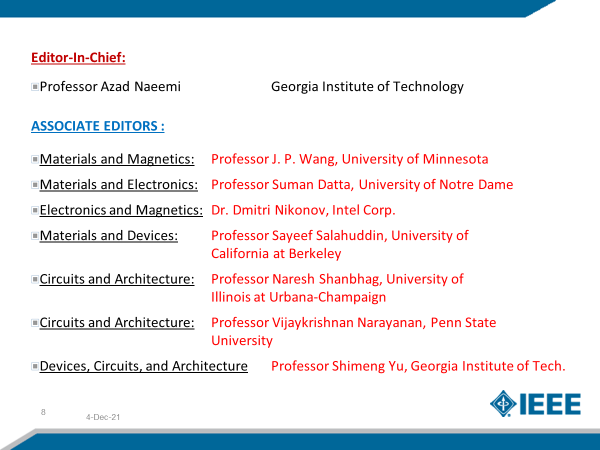 Editor-In-Chief:
Professor Azad Naeemi Georgia Institute of Technology
ASSOCIATE EDITORS :
Materials and Magnetics: Professor J. P. Wang, University of Minnesota
Materials and Electronics: Professor Suman Datta, University of Notre Dame
Electronics and Magnetics: Dr. Dmitri Nikonov, Intel Corp.
Materials and Devices: Professor Sayeef Salahuddin, University of
California at Berkeley
Circuits and Architecture: Professor Naresh Shanbhag, University of
Illinois at Urbana-Champaign
Circuits and Architecture: Professor Vijaykrishnan Narayanan, Penn State
University
Devices, Circuits, and Architecture Professor Shimeng Yu, Georgia Institute of Tech.
8
4-Dec-21
IEEE